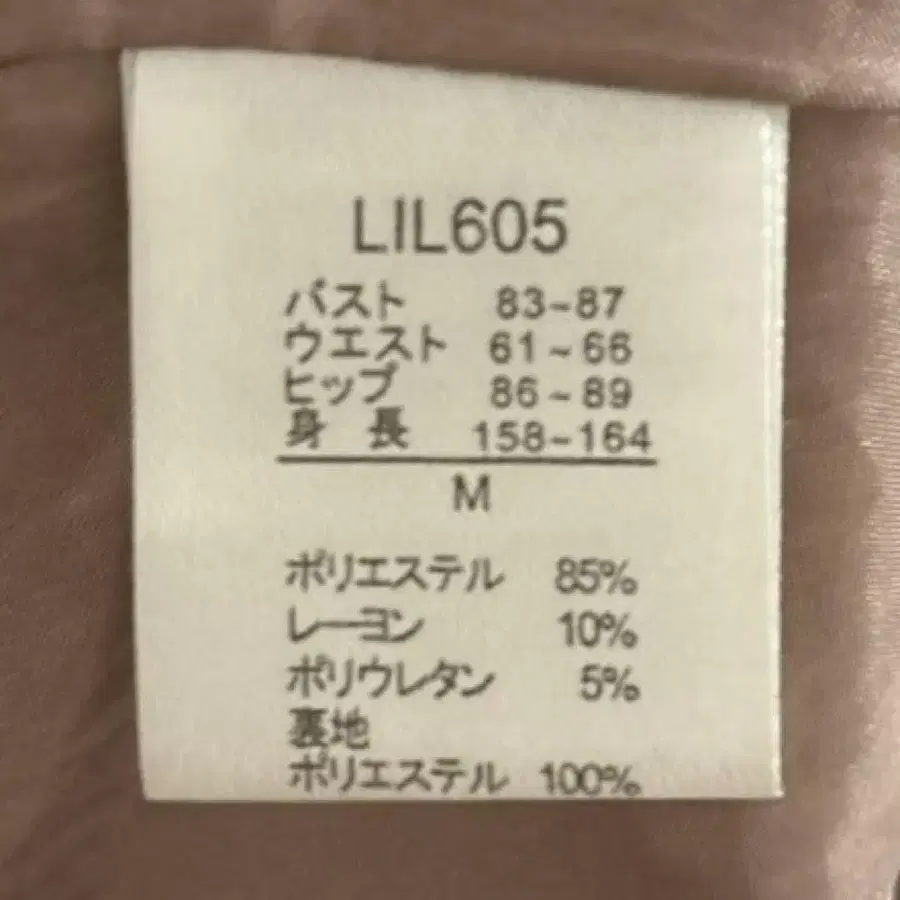 LIL605
バスト 83~87
ウエスト 61~66
ヒップ 86~89
身 長 158~164
M
ポリエステル 85%
レーヨン 10%
ポリウレタン 5%
裏地
ポリエステル 100%